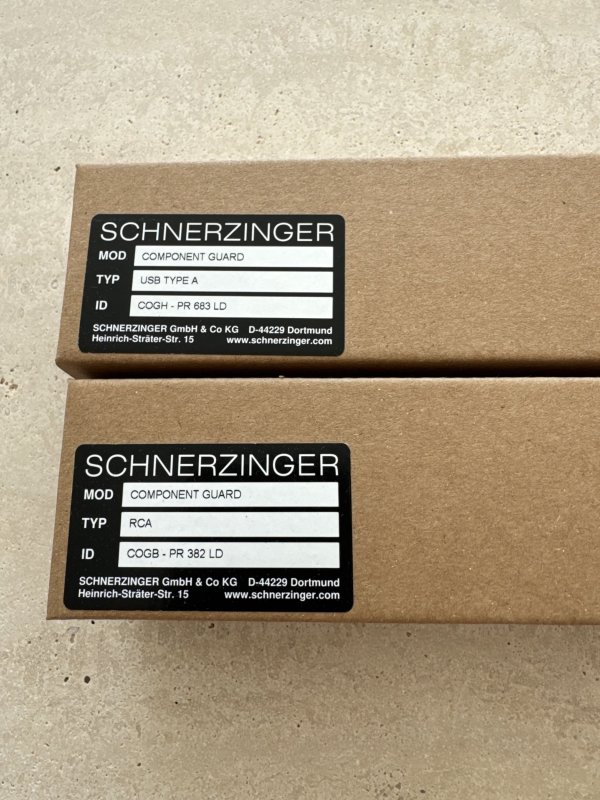 SCHNERZINGER
MOD COMPONENT GUARD
TYP USB TYPE A
ID COGH - PR 683 LD
SCHNERZINGER GmbH & Co KG D-44229 Dortmund
Heinrich-Sträter-Str. 15 www.schnerzinger.com
SCHNERZINGER
MOD COMPONENT GUARD
TYP RCA
ID COGB - PR 382 LD
SCHNERZINGER GmbH & Co KG D-44229 Dortmund
Heinrich-Sträter-Str. 15 www.schnerzinger.com